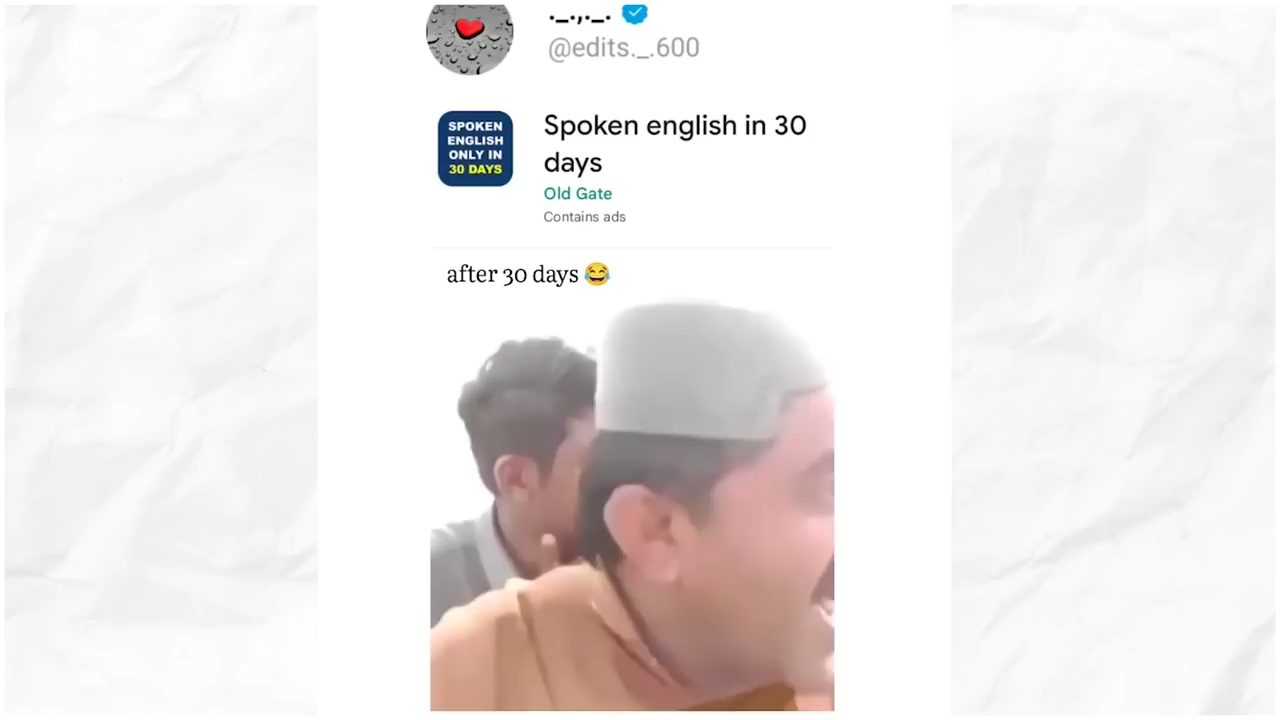 ._.,._.
@edits._.600
SPOKEN
ENGLISH
ONLY IN
30 DAYS
Spoken english in 30
days
Old Gate
Contains ads
after 30 days 😂